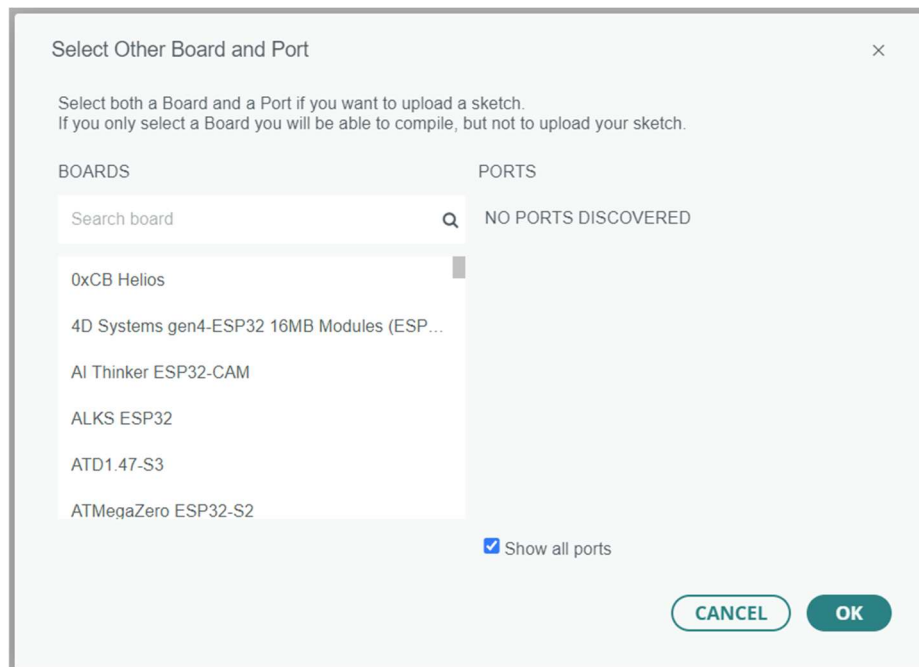 Select Other Board and Port
Select both a Board and a Port if you want to upload a sketch.
If you only select a Board you will be able to compile, but not to upload your sketch.
BOARDS
Search board
0xCB Helios
4D Systems gen4-ESP32 16MB Modules (ESP...
AI Thinker ESP32-CAM
ALKS ESP32
ATD1.47-S3
ATMegaZero ESP32-S2
PORTS
NO PORTS DISCOVERED
Show all ports
CANCEL
OK